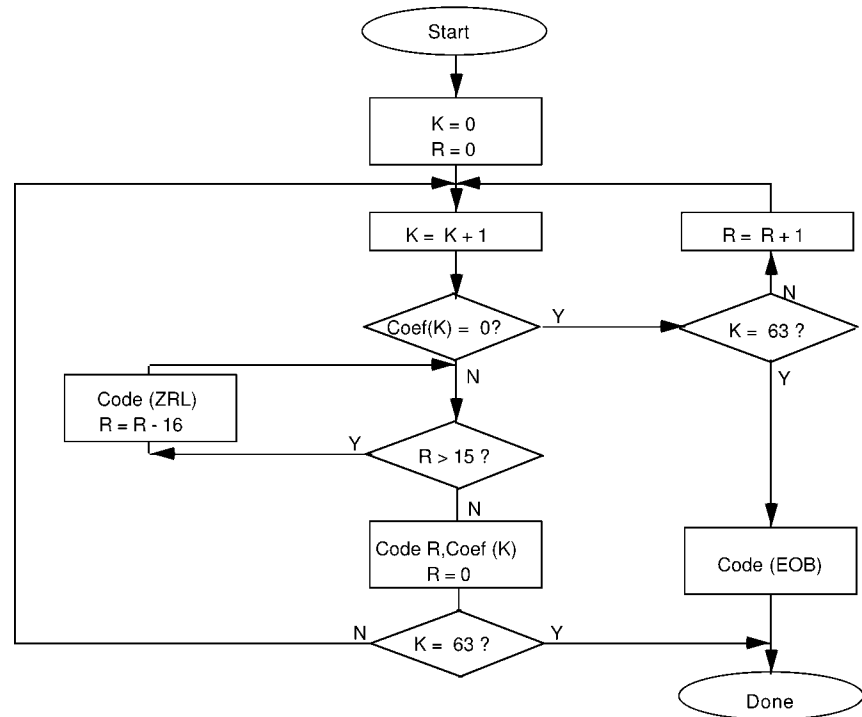 Start
K = 0
R = 0
K = K + 1
R = R + 1
Coef(K) = 0?
Y
N
K = 63 ?
N
Y
Code (ZRL)
R = R - 16
Y
R > 15 ?
N
Code R,Coef (K)
R = 0
Code (EOB)
N
K = 63 ?
Y
Done